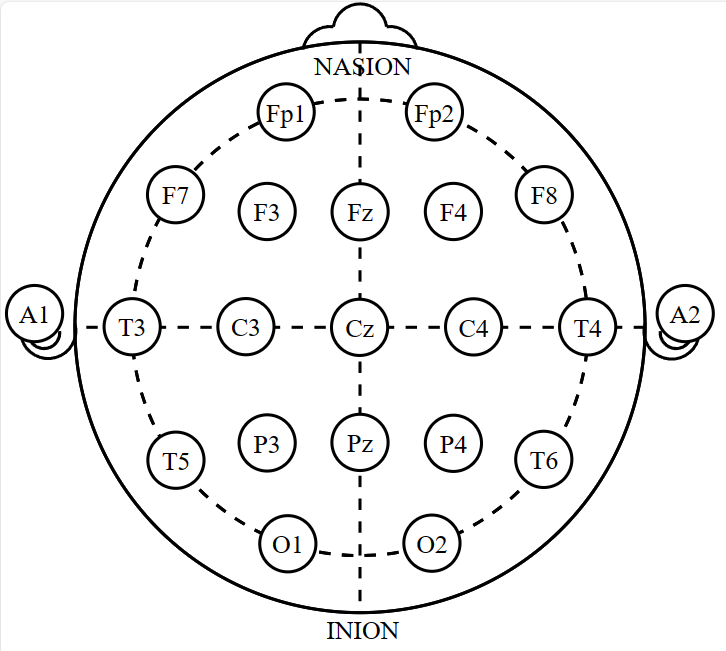 NASION
Fp1 Fp2
F7 F3 Fz F4 F8
A1 T3 C3 Cz C4 T4 A2
T5 P3 Pz P4 T6
O1 O2
INION